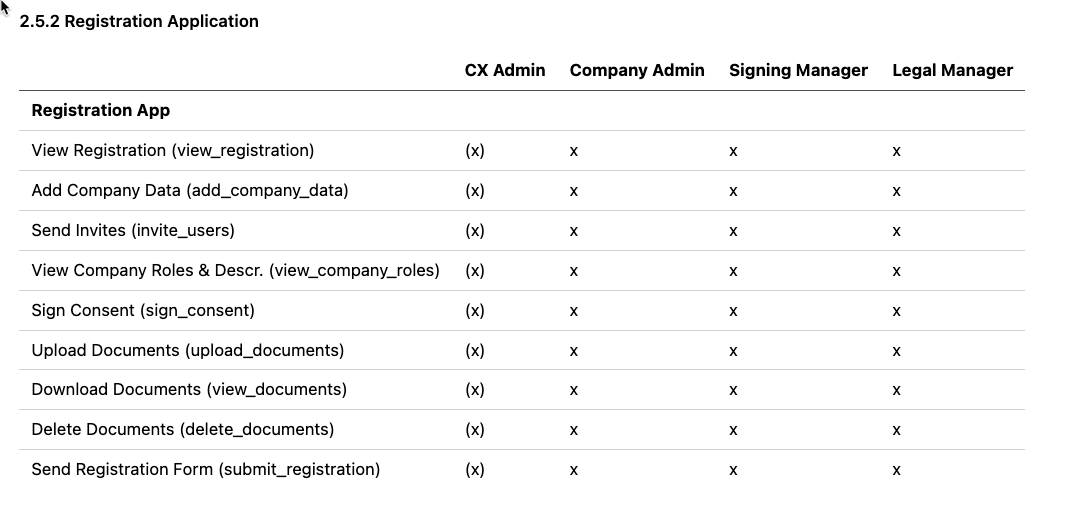 2.5.2 Registration Application
CX Admin Company Admin Signing Manager Legal Manager
Registration App
View Registration (view_registration) (x) x x x
Add Company Data (add_company_data) (x) x x x
Send Invites (invite_users) (x) x x x
View Company Roles & Descr. (view_company_roles) (x) x x x
Sign Consent (sign_consent) (x) x x x
Upload Documents (upload_documents) (x) x x x
Download Documents (view_documents) (x) x x x
Delete Documents (delete_documents) (x) x x x
Send Registration Form (submit_registration) (x) x x x